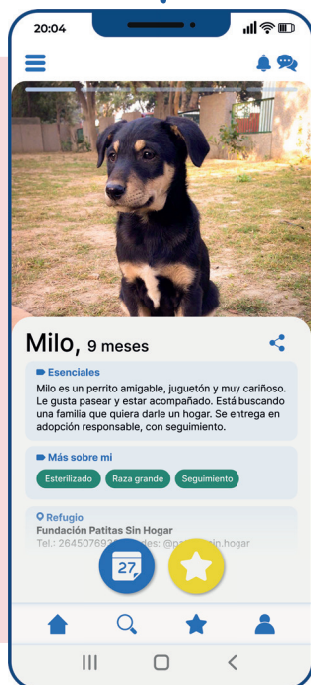 20:04
Milo, 9 meses
Esenciales
Milo es un perrito amigable, juguetón y muy cariñoso.
Le gusta pasear y estar acompañado. Está buscando
una familia que quiera darle un hogar. Se entrega en
adopción responsable, con seguimiento.
Más sobre mi
Esterilizado Raza grande Seguimiento
Refugio
Fundación Patitas Sin Hogar
Tel.: 26450769
27